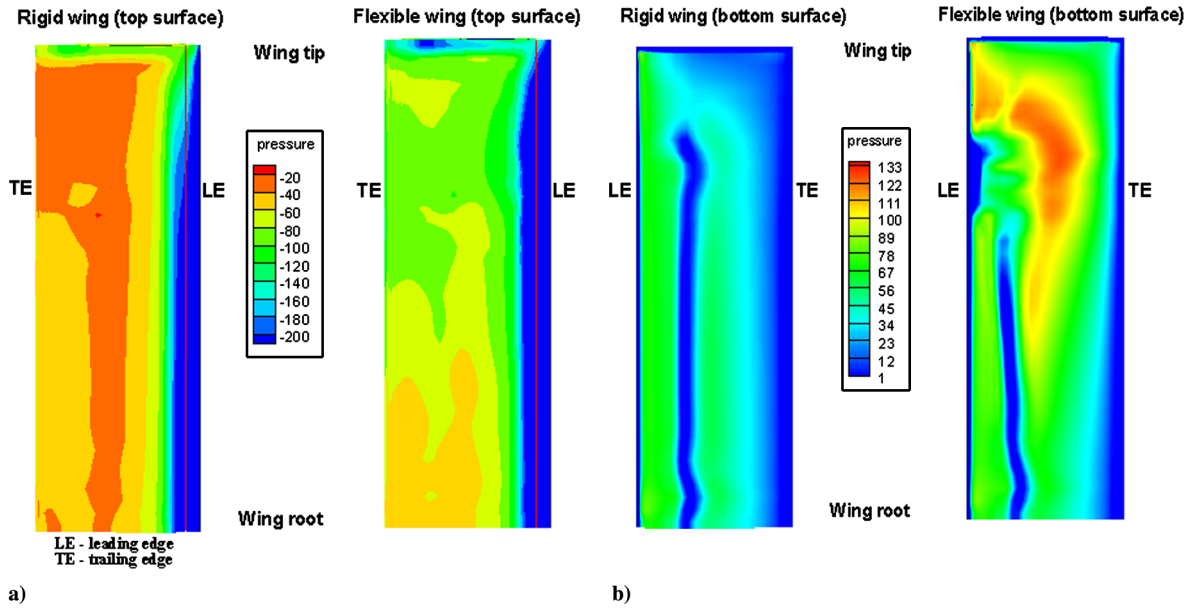 Rigid wing (top surface)
Flexible wing (top surface)
Rigid wing (bottom surface)
Flexible wing (bottom surface)
Wing tip
Wing tip
pressure
-20
-40
-60
-80
-100
-120
-140
-160
-180
-200
pressure
133
122
111
100
89
78
67
56
45
34
23
12
1
TE
LE
TE
LE
LE
TE
LE
TE
Wing root
Wing root
LE - leading edge
TE - trailing edge
a)
b)